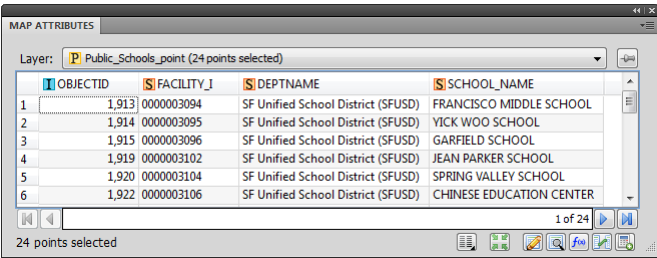 MAP ATTRIBUTES
Layer: P Public_Schools_point (24 points selected)
I OBJECTID S FACILITY_I S DEPTNAME S SCHOOL_NAME
1 1,913 0000003094 SF Unified School District (SFUSD) FRANCISCO MIDDLE SCHOOL
2 1,914 0000003095 SF Unified School District (SFUSD) YICK WOO SCHOOL
3 1,915 0000003096 SF Unified School District (SFUSD) GARFIELD SCHOOL
4 1,919 0000003102 SF Unified School District (SFUSD) JEAN PARKER SCHOOL
5 1,920 0000003104 SF Unified School District (SFUSD) SPRING VALLEY SCHOOL
6 1,922 0000003106 SF Unified School District (SFUSD) CHINESE EDUCATION CENTER
1 of 24
24 points selected f(x)